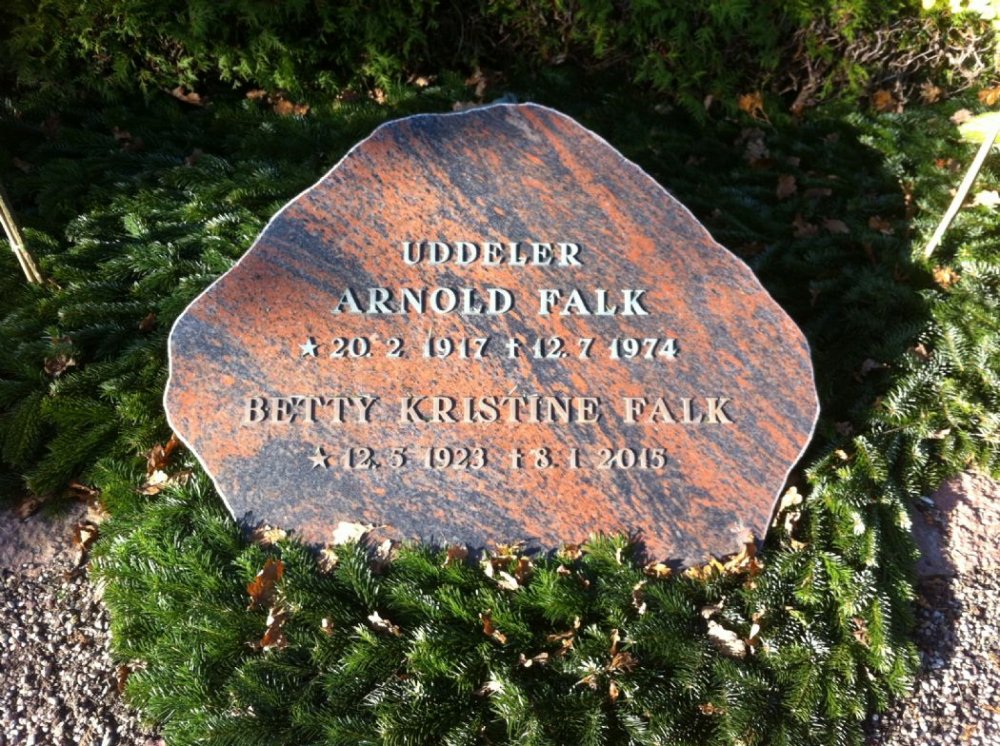 UDDELER
ARNOLD FALK
★ 20. 2 1917 † 12. 7 1974
BETTY KRISTINE FALK
★ 12. 5 1923 † 8. 1 2015